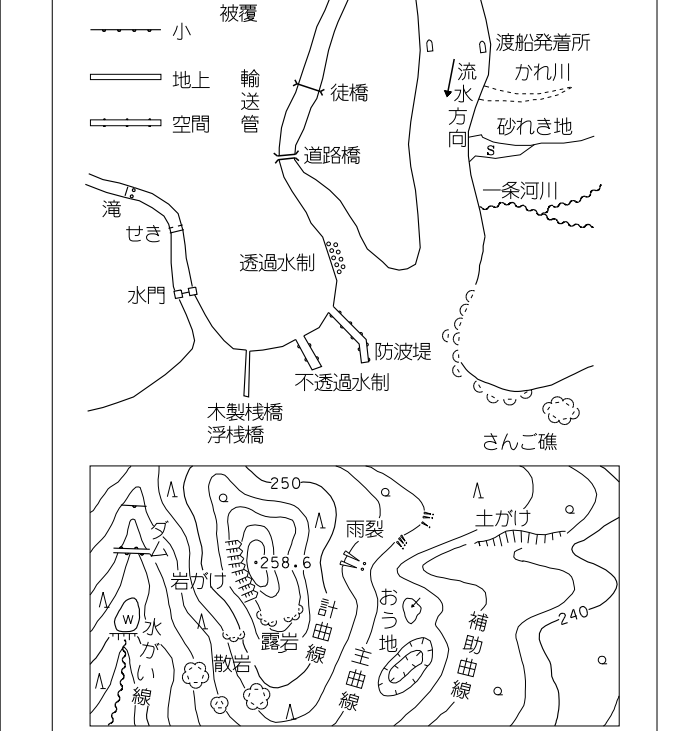 被覆
小
地上
空間
輸送管
徒橋
道路橋
渡船発着所
流水方向
かれ川
砂れき地
S
一条河川
滝
せき
水門
透過水制
防波堤
不透過水制
木製桟橋
浮桟橋
さんご礁
250
雨裂
土がけ
ダム
岩がけ
258.6
W
水がい線
計曲線
露岩
散岩
主曲線
おう地
補助曲線
240